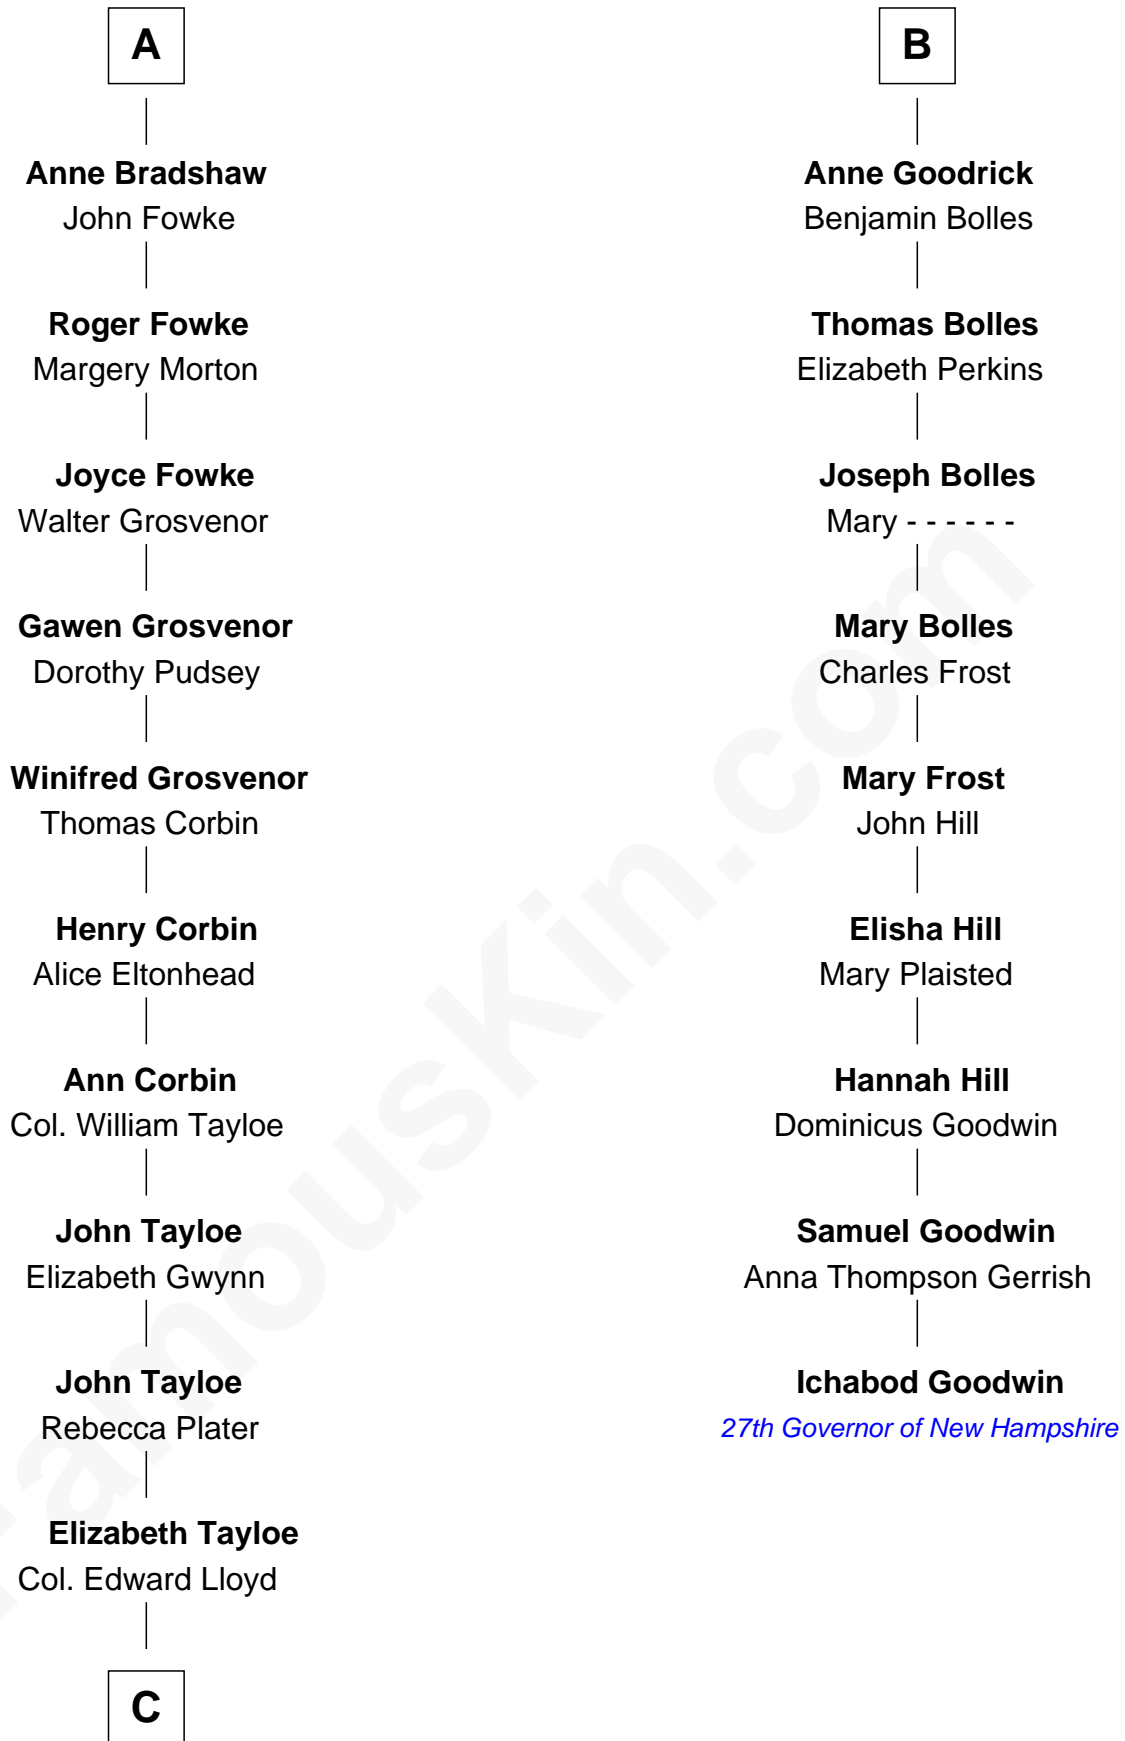 A
Anne Bradshaw
John Fowke
Roger Fowke
Margery Morton
Joyce Fowke
Walter Grosvenor
Gawen Grosvenor
Dorothy Pudsey
Winifred Grosvenor
Thomas Corbin
Henry Corbin
Alice Eltonhead
Ann Corbin
Col. William Tayloe
John Tayloe
Elizabeth Gwynn
John Tayloe
Rebecca Plater
Elizabeth Tayloe
Col. Edward Lloyd
C
B
Anne Goodrick
Benjamin Bolles
Thomas Bolles
Elizabeth Perkins
Joseph Bolles
Mary - - - - - -
Mary Bolles
Charles Frost
Mary Frost
John Hill
Elisha Hill
Mary Plaisted
Hannah Hill
Dominicus Goodwin
Samuel Goodwin
Anna Thompson Gerrish
Ichabod Goodwin
27th Governor of New Hampshire
FamousKin.com